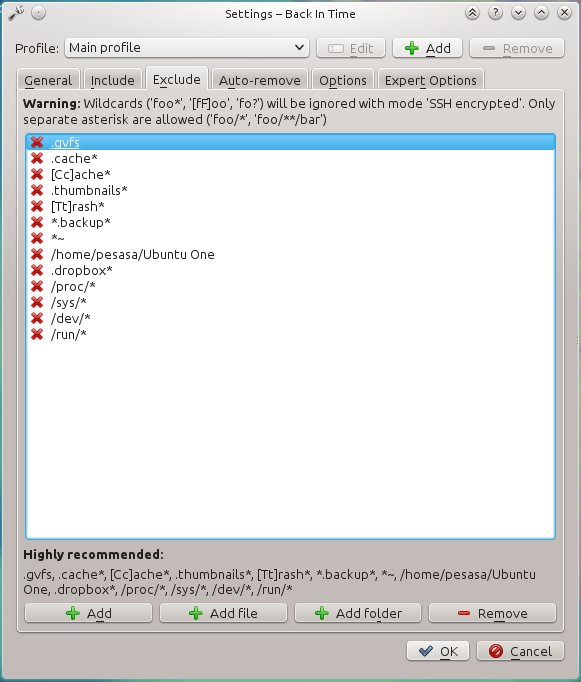 Settings – Back In Time
Profile: Main profile Edit Add Remove
General Include Exclude Auto-remove Options Expert Options
Warning: Wildcards ('foo*', '[fF]oo', 'fo?') will be ignored with mode 'SSH encrypted'. Only
separate asterisk are allowed ('foo/*', 'foo/**/bar')
.gvfs
.cache*
[Cc]ache*
.thumbnails*
[Tt]rash*
*.backup*
*~
/home/pesasa/Ubuntu One
.dropbox*
/proc/*
/sys/*
/dev/*
/run/*
Highly recommended:
.gvfs, .cache*, [Cc]ache*, .thumbnails*, [Tt]rash*, *.backup*, *~, /home/pesasa/Ubuntu
One, .dropbox*, /proc/*, /sys/*, /dev/*, /run/*
Add Add file Add folder Remove
OK Cancel